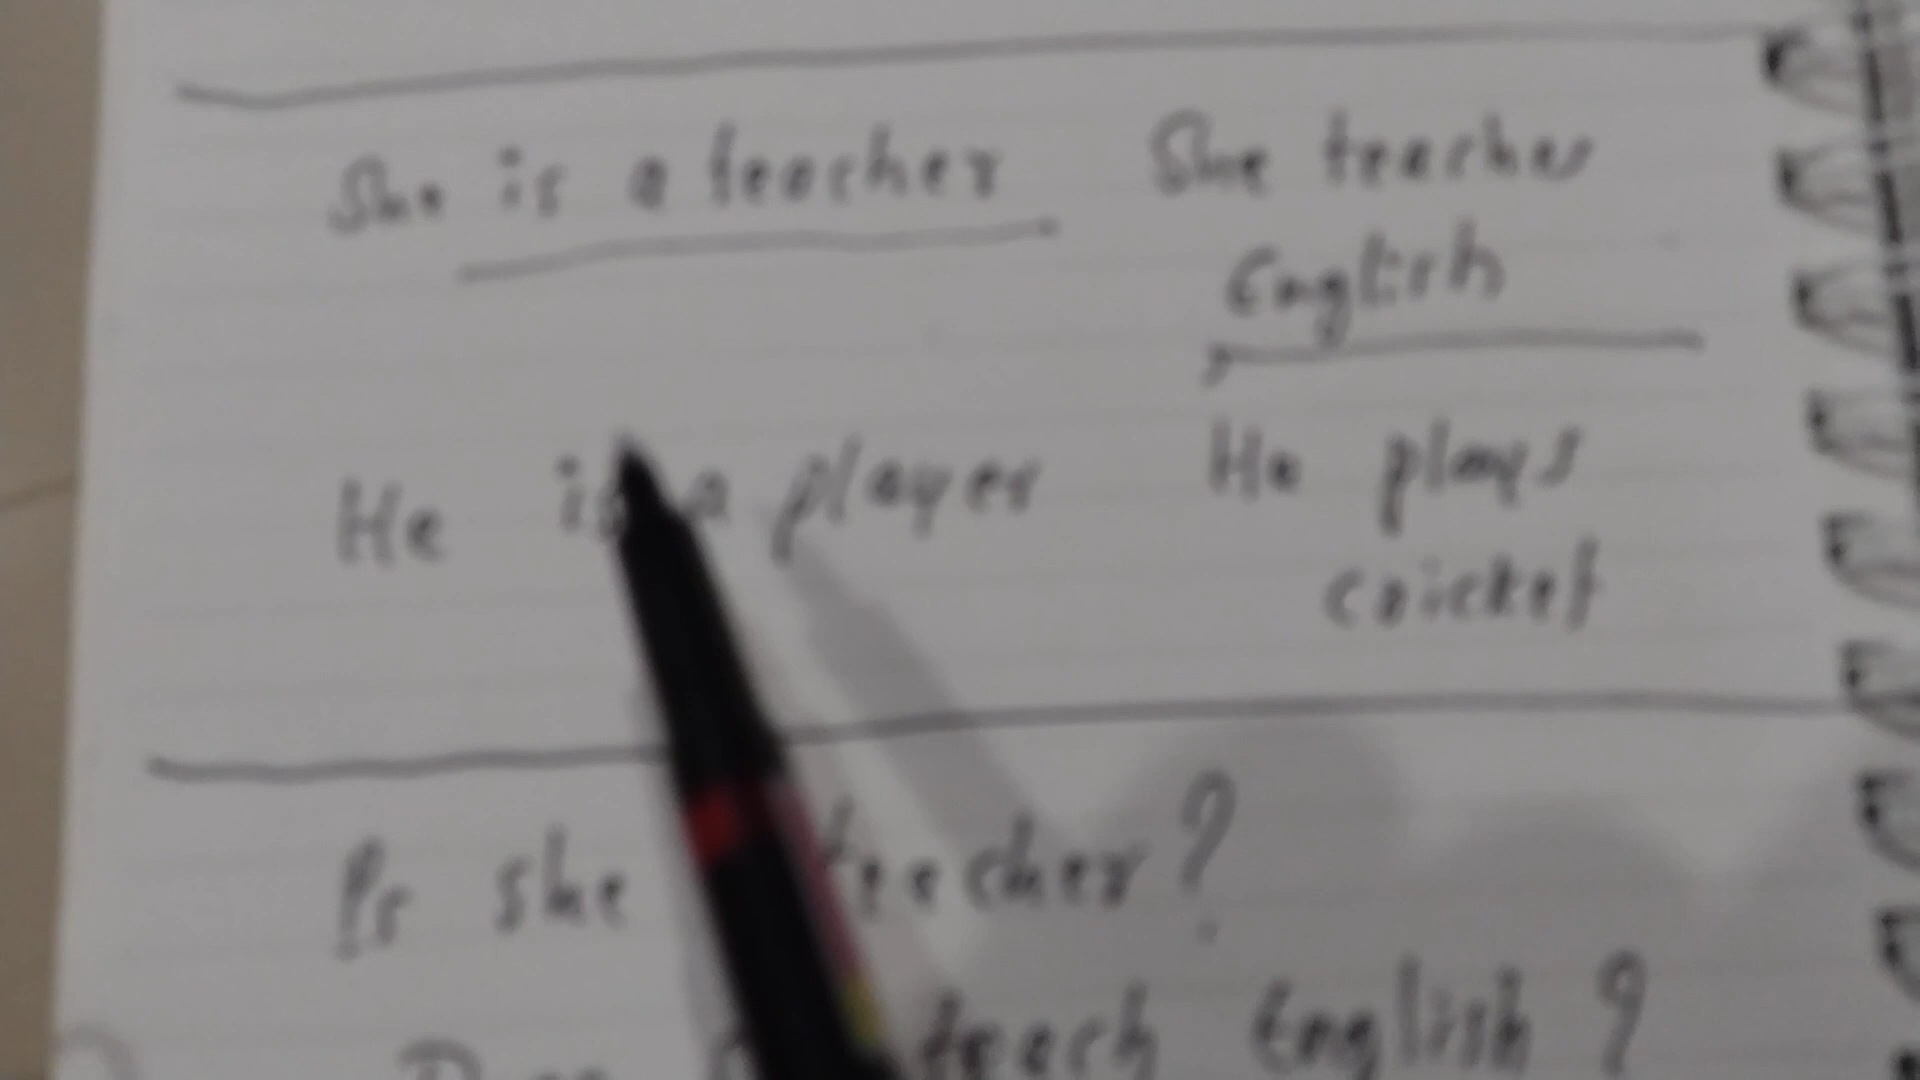 She is a teacher
She teaches
English
He is a player
He plays
cricket
Is she teacher?
teach English?